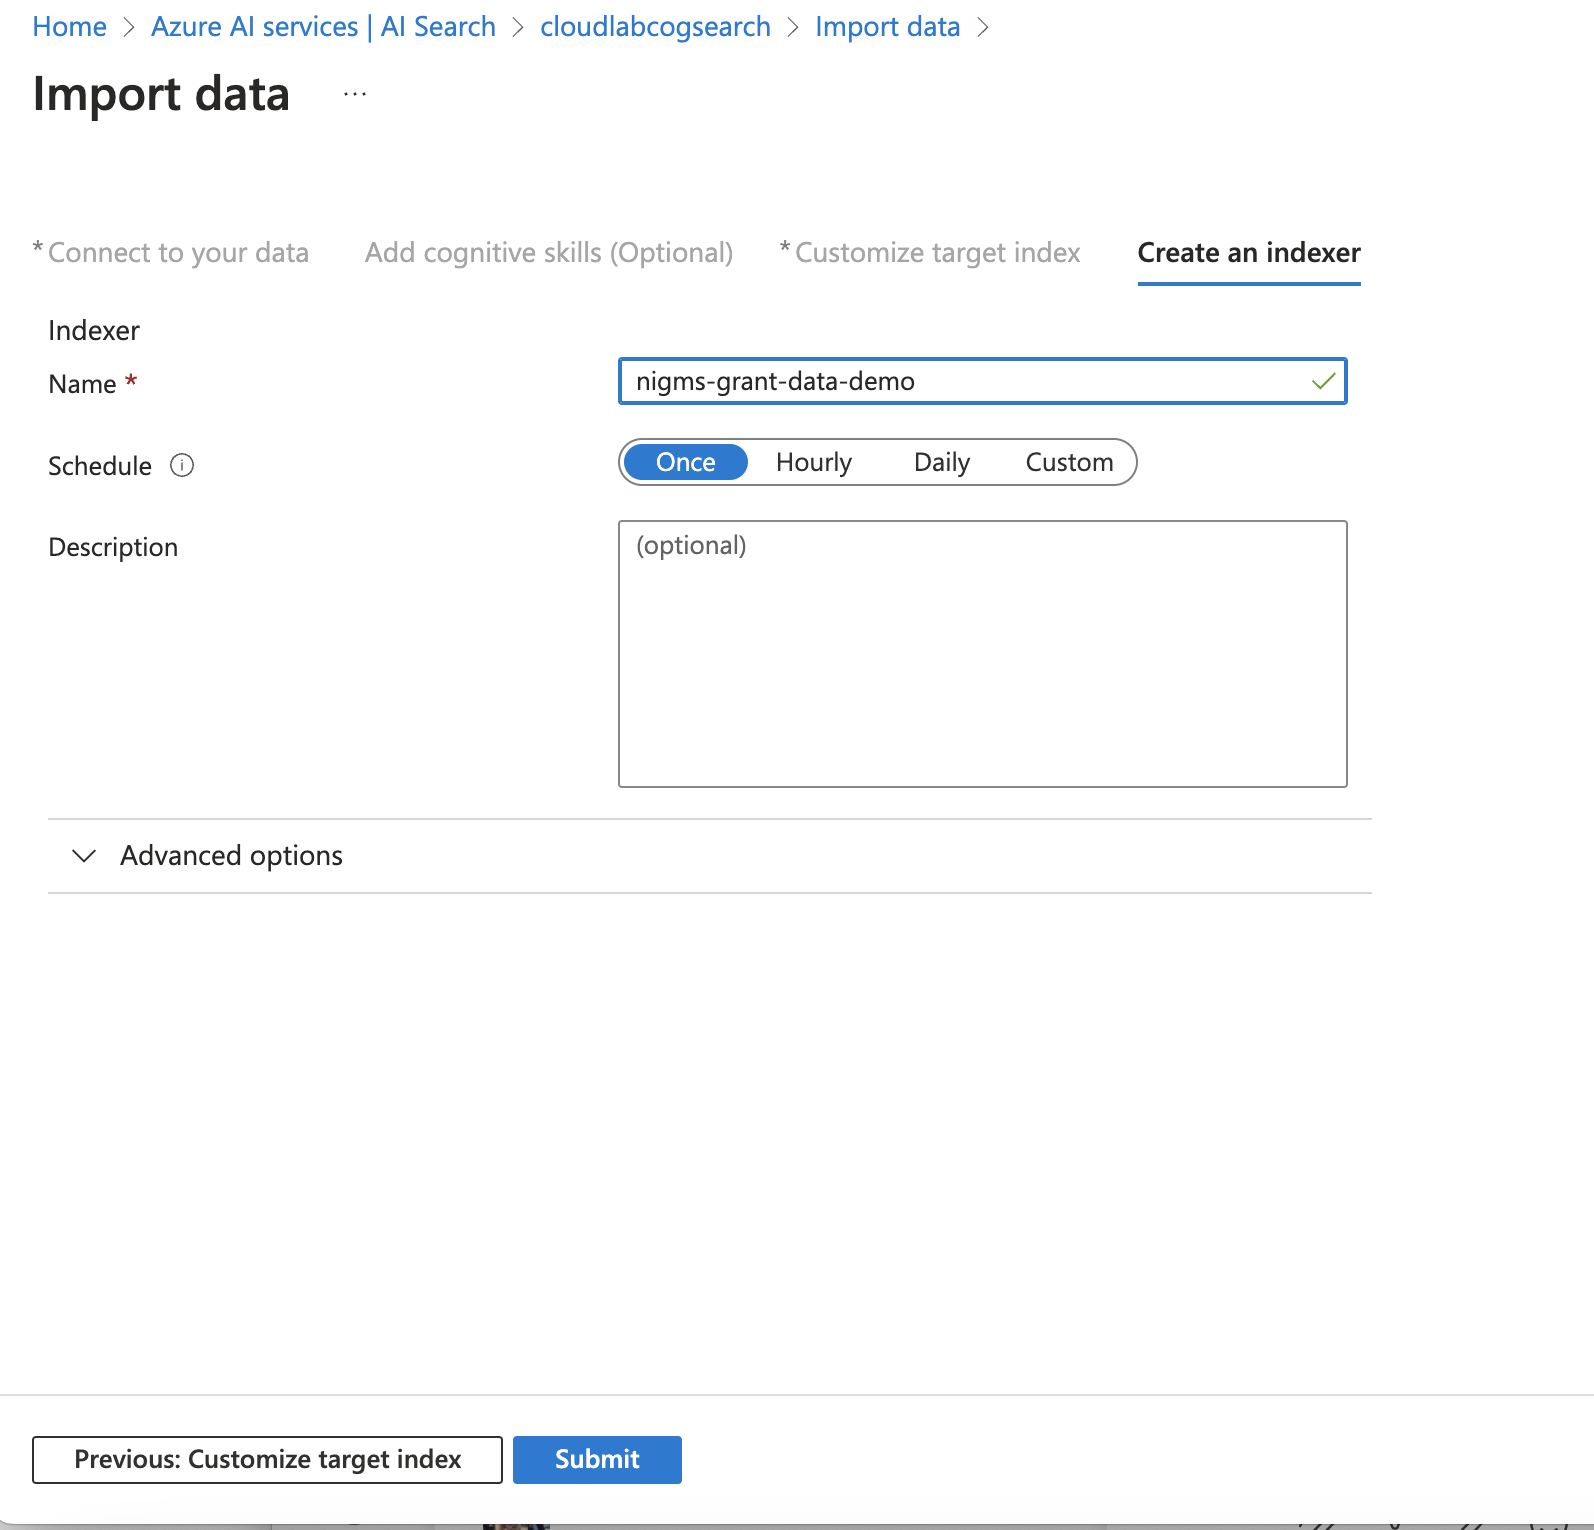 Home > Azure AI services | AI Search > cloudlabcogsearch > Import data >
Import data ...
* Connect to your data Add cognitive skills (Optional) * Customize target index Create an indexer
Indexer
Name * nigms-grant-data-demo
Schedule Once Hourly Daily Custom
Description (optional)
Advanced options
Previous: Customize target index Submit